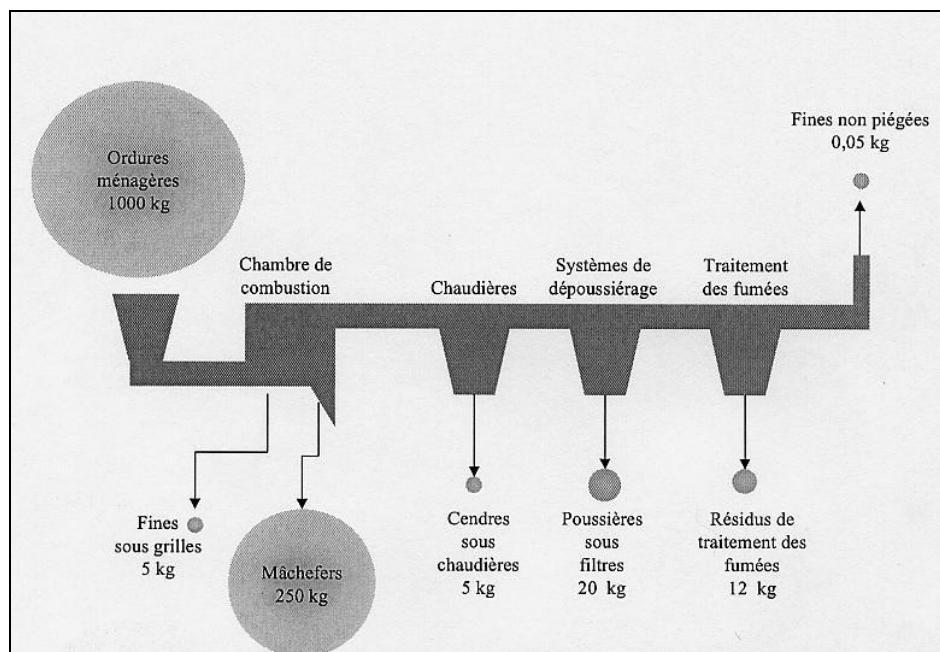 Ordures
ménagères
1000 kg
Fines non piégées
0,05 kg
Chambre de
combustion
Chaudières
Systèmes de
dépoussiérage
Traitement
des fumées
Fines
sous grilles
5 kg
Mâchefers
250 kg
Cendres
sous
chaudières
5 kg
Poussières
sous
filtres
20 kg
Résidus de
traitement des
fumées
12 kg